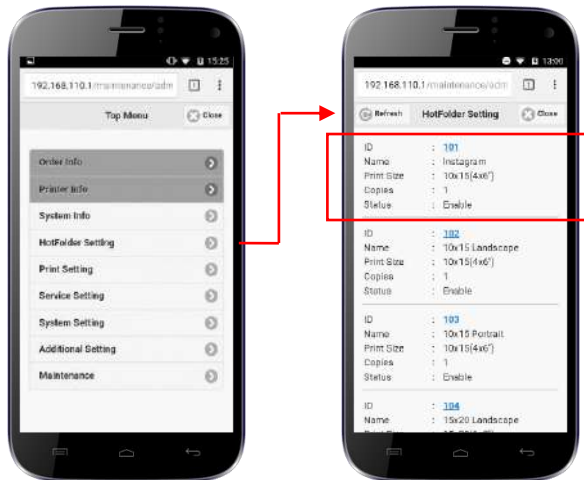 15:25
192.168.110.1/maintenance/adm
1
Top Menu
Close
Order Info
Printer Info
System Info
HotFolder Setting
Print Setting
Service Setting
System Setting
Additional Setting
Maintenance
13:00
192.168.110.1/maintenance/adm
1
Refresh
HotFolder Setting
Close
ID : 101
Name : Instagram
Print Size : 10x15(4x6")
Copies : 1
Status : Enable
ID : 102
Name : 10x15 Landscape
Print Size : 10x15(4x6")
Copies : 1
Status : Enable
ID : 103
Name : 10x15 Portrait
Print Size : 10x15(4x6")
Copies : 1
Status : Enable
ID : 104
Name : 15x20 Landscape